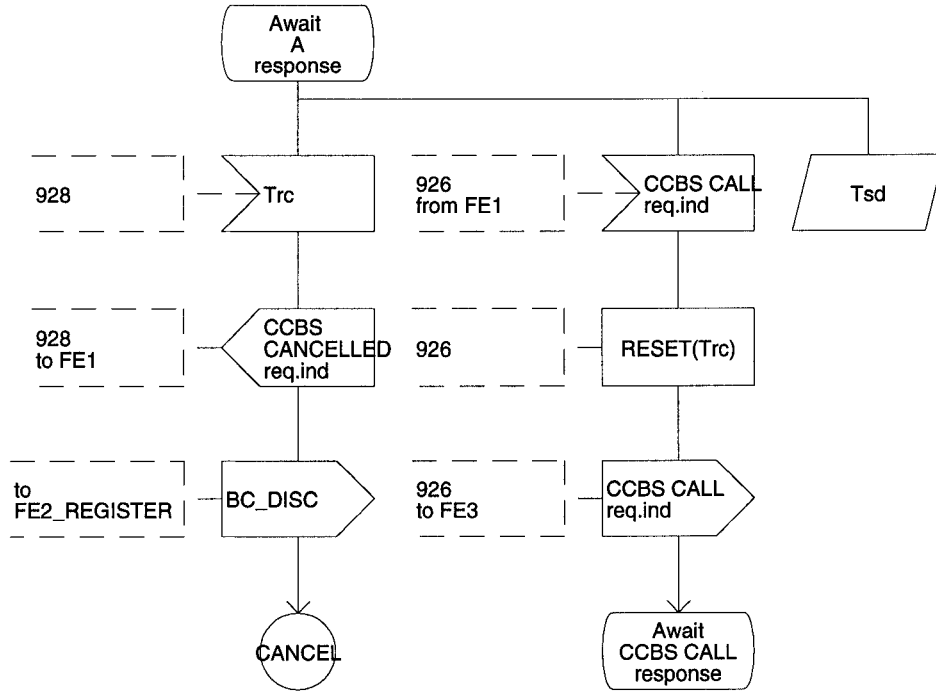 Await
A
response
928
Trc
926
from FE1
CCBS CALL
req.ind
Tsd
928
to FE1
CCBS
CANCELLED
req.ind
926
RESET(Trc)
to
FE2_REGISTER
BC_DISC
926
to FE3
CCBS CALL
req.ind
CANCEL
Await
CCBS CALL
response